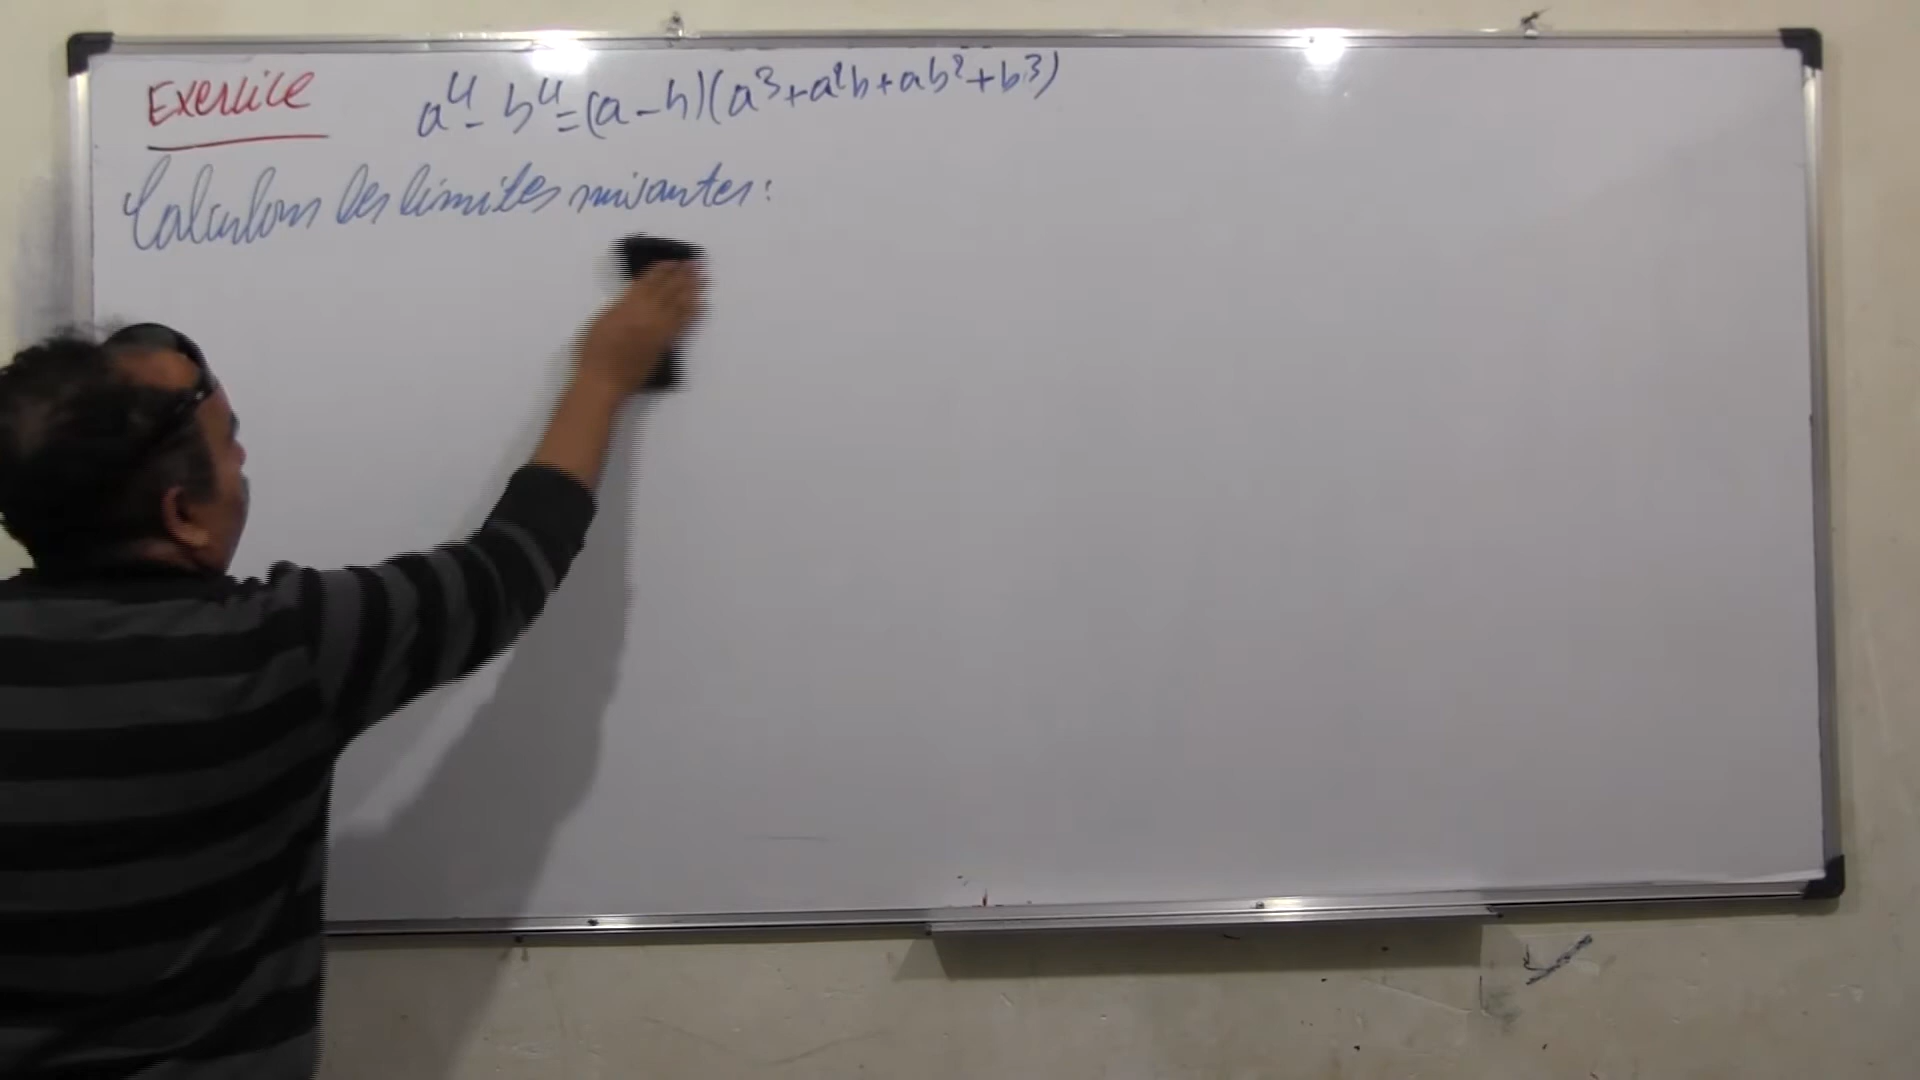 Exercice a⁴ - b⁴ = (a - b)(a³ + a²b + ab² + b³)
Calculons les limites suivantes :